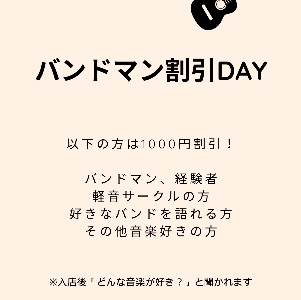 バンドマン割引DAY
以下の方は1000円割引！
バンドマン、経験者
軽音サークルの方
好きなバンドを語れる方
その他音楽好きの方
※入店後「どんな音楽が好き？」と聞かれます